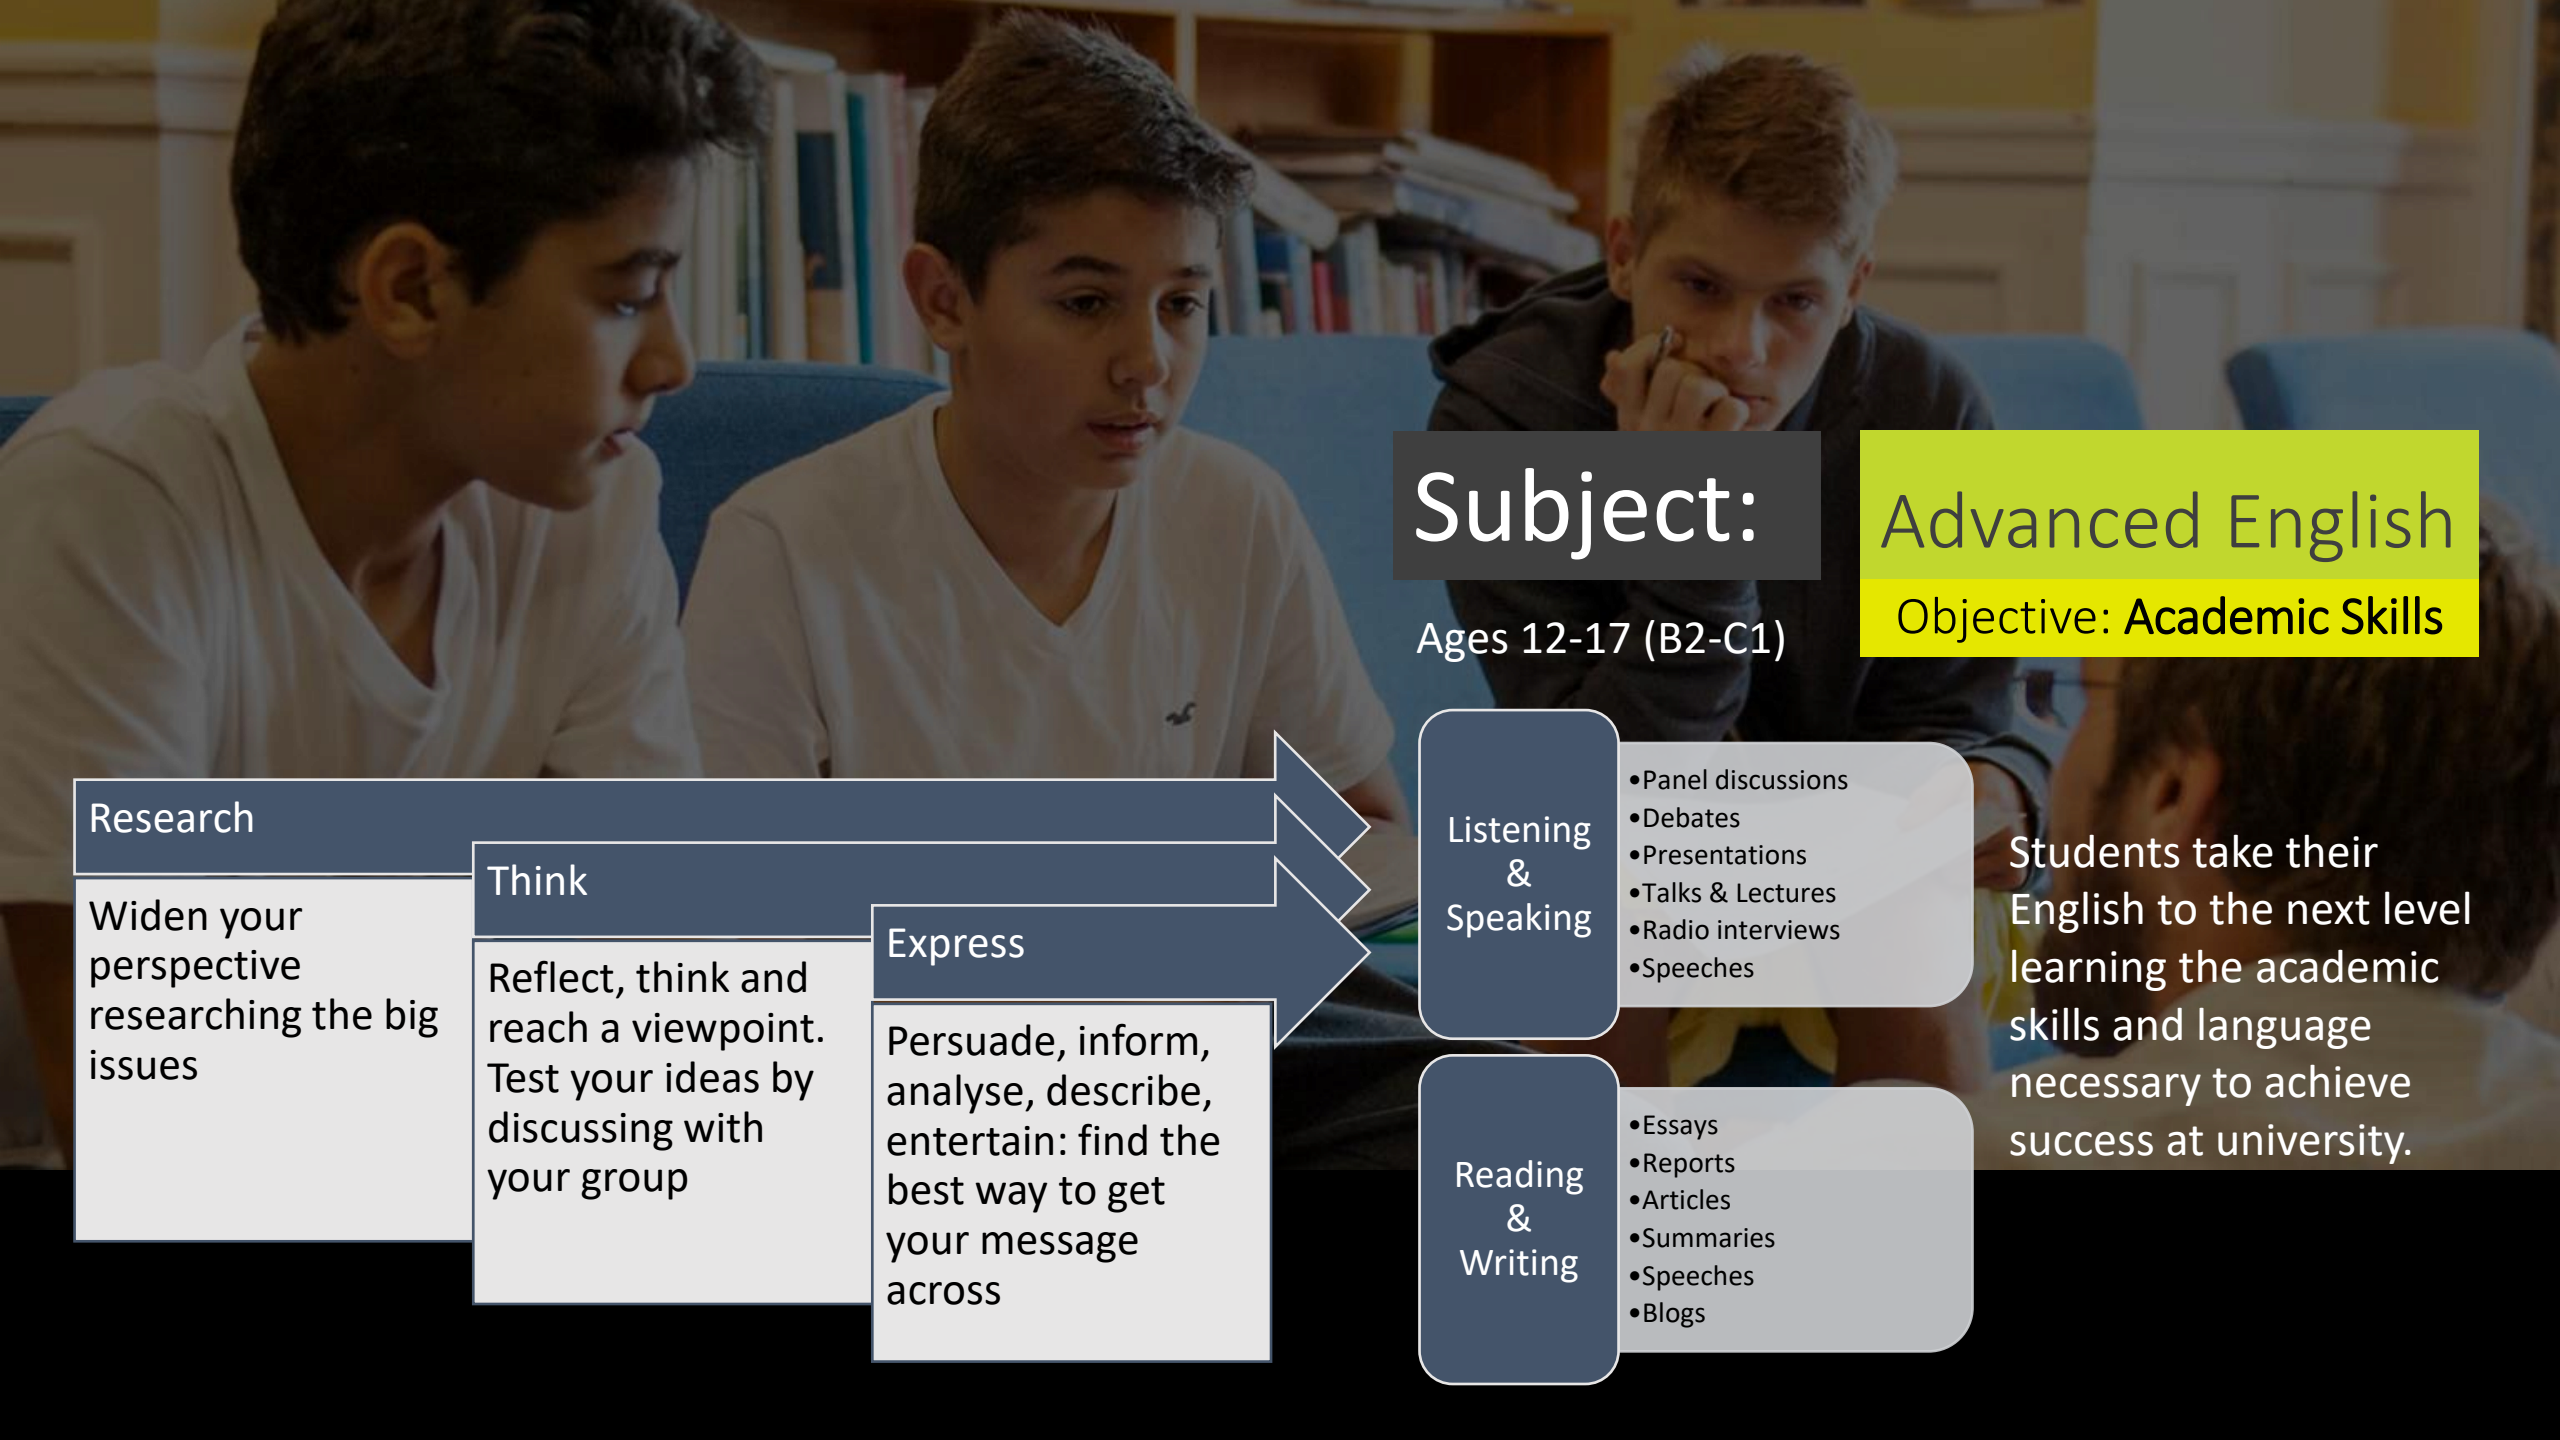 Subject:
Advanced English
Objective: Academic Skills
Ages 12-17 (B2-C1)
Research
Widen your
perspective
researching the big
issues
Think
Reflect, think and
reach a viewpoint.
Test your ideas by
discussing with
your group
Express
Persuade, inform,
analyse, describe,
entertain: find the
best way to get
your message
across
Listening
&
Speaking
•Panel discussions
•Debates
•Presentations
•Talks & Lectures
•Radio interviews
•Speeches
Reading
&
Writing
•Essays
•Reports
•Articles
•Summaries
•Speeches
•Blogs
Students take their
English to the next level
learning the academic
skills and language
necessary to achieve
success at university.